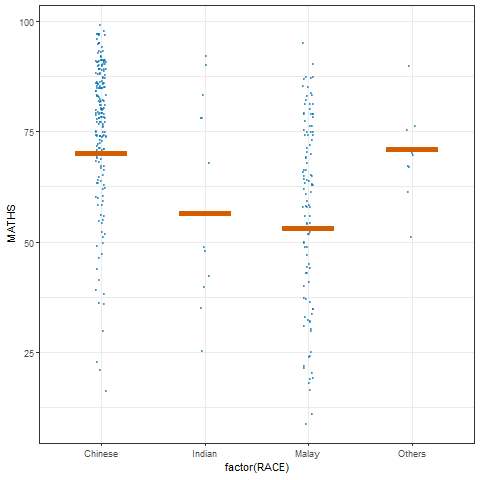 100
75
50
25
MATHS
Chinese
Indian
Malay
Others
factor(RACE)